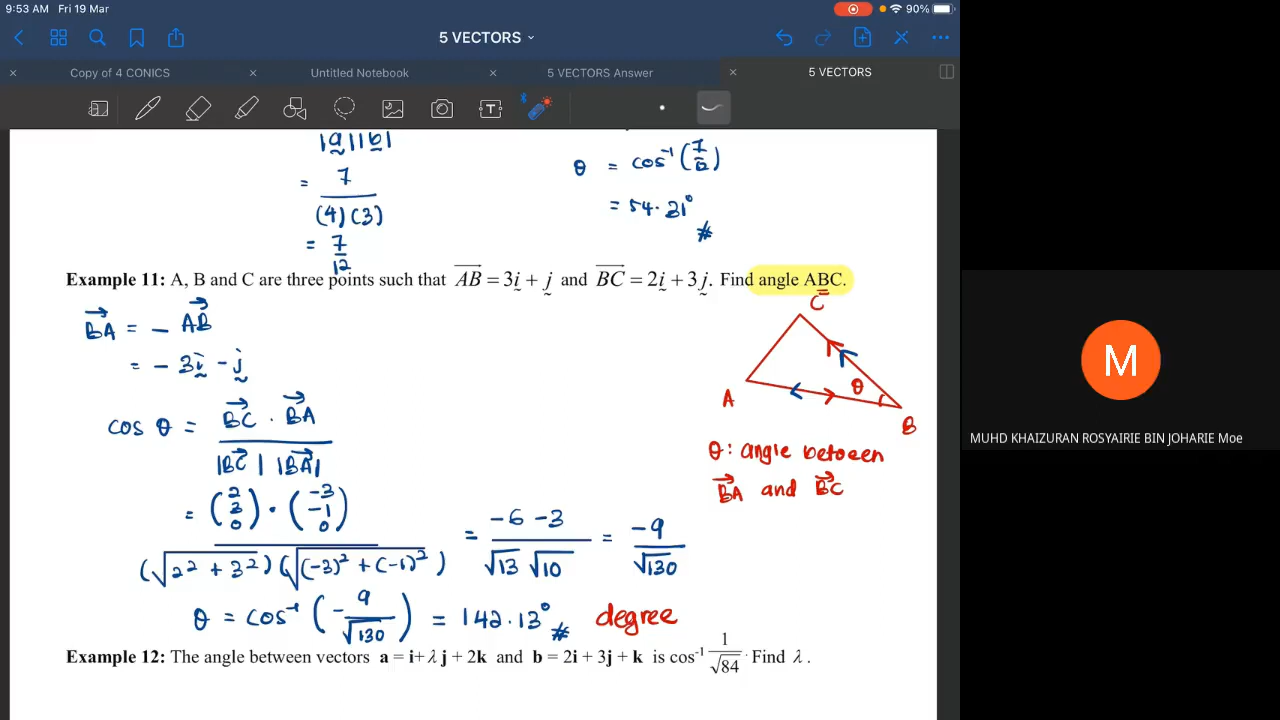 9:53 AM Fri 19 Mar
90%
5 VECTORS
Copy of 4 CONICS
Untitled Notebook
5 VECTORS Answer
5 VECTORS
|a||b|
= 7
(4)(3)
= 7
12
θ = cos⁻¹(7/12)
= 54.31°
#
Example 11: A, B and C are three points such that AB = 3i + j and BC = 2i + 3j. Find angle ABC.
BA = - AB
= - 3i - j
cos θ = BC . BA
|BC| |BA|
= (2 3 0) • (-3 -1 0)
(√2² + 3²)(√(-3)² + (-1)²)
= -6 -3
√13 √10
= -9
√130
θ = cos⁻¹(- 9/√130) = 142.13° # degree
C
A
θ
B
θ: angle between
BA and BC
Example 12: The angle between vectors a = i+ λ j + 2k and b = 2i + 3j + k is cos⁻¹ 1/√84 . Find λ .
M
MUHD KHAIZURAN ROSYAIRIE BIN JOHARIE Moe